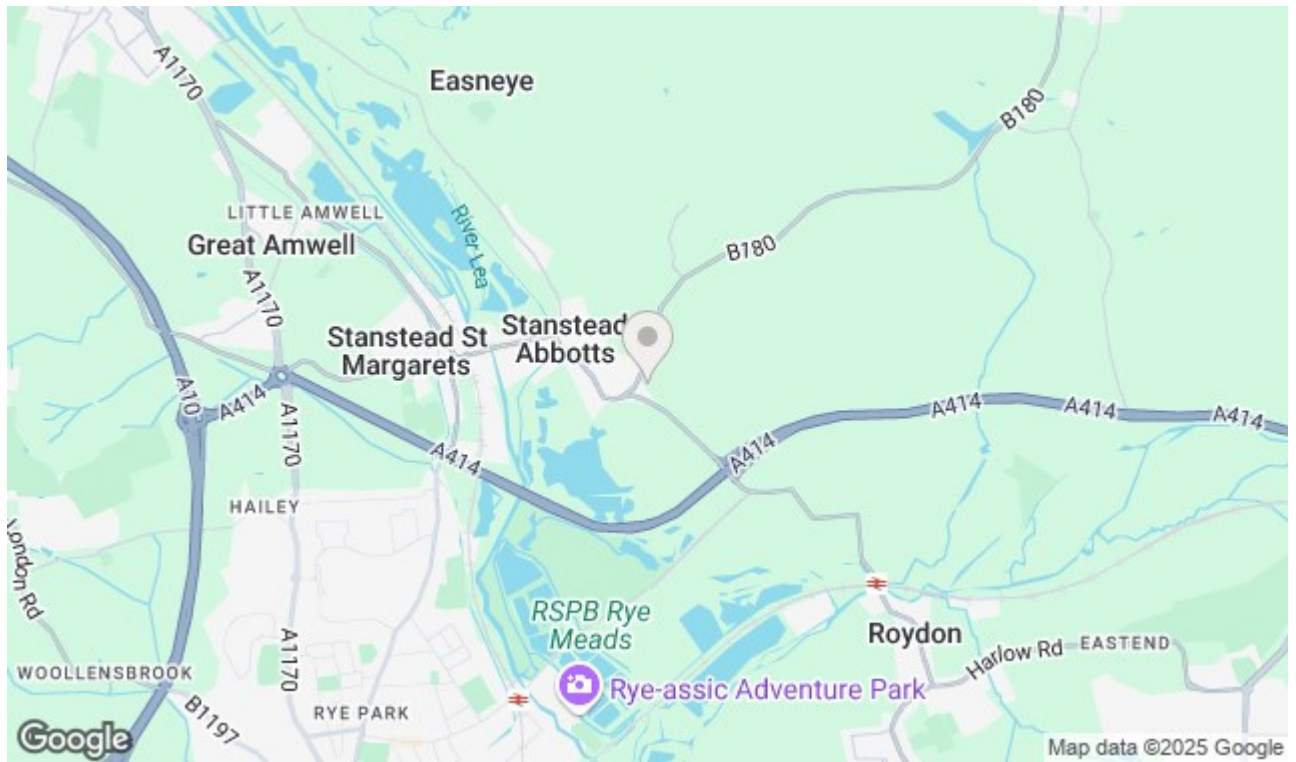 A1170
Easneye
B180
LITTLE AMWELL
Great Amwell
River Lea
B180
A1170
Stanstead St
Margarets
Stanstead
Abbotts
A10
A414
A1170
A414
A414
A414
A414
A414
HAILEY
London Rd
RSPB Rye
Meads
Roydon
Harlow Rd
EASTEND
A1170
WOOLLENSBROOK
Rye-assic Adventure Park
B1197
RYE PARK
Google
Map data ©2025 Google